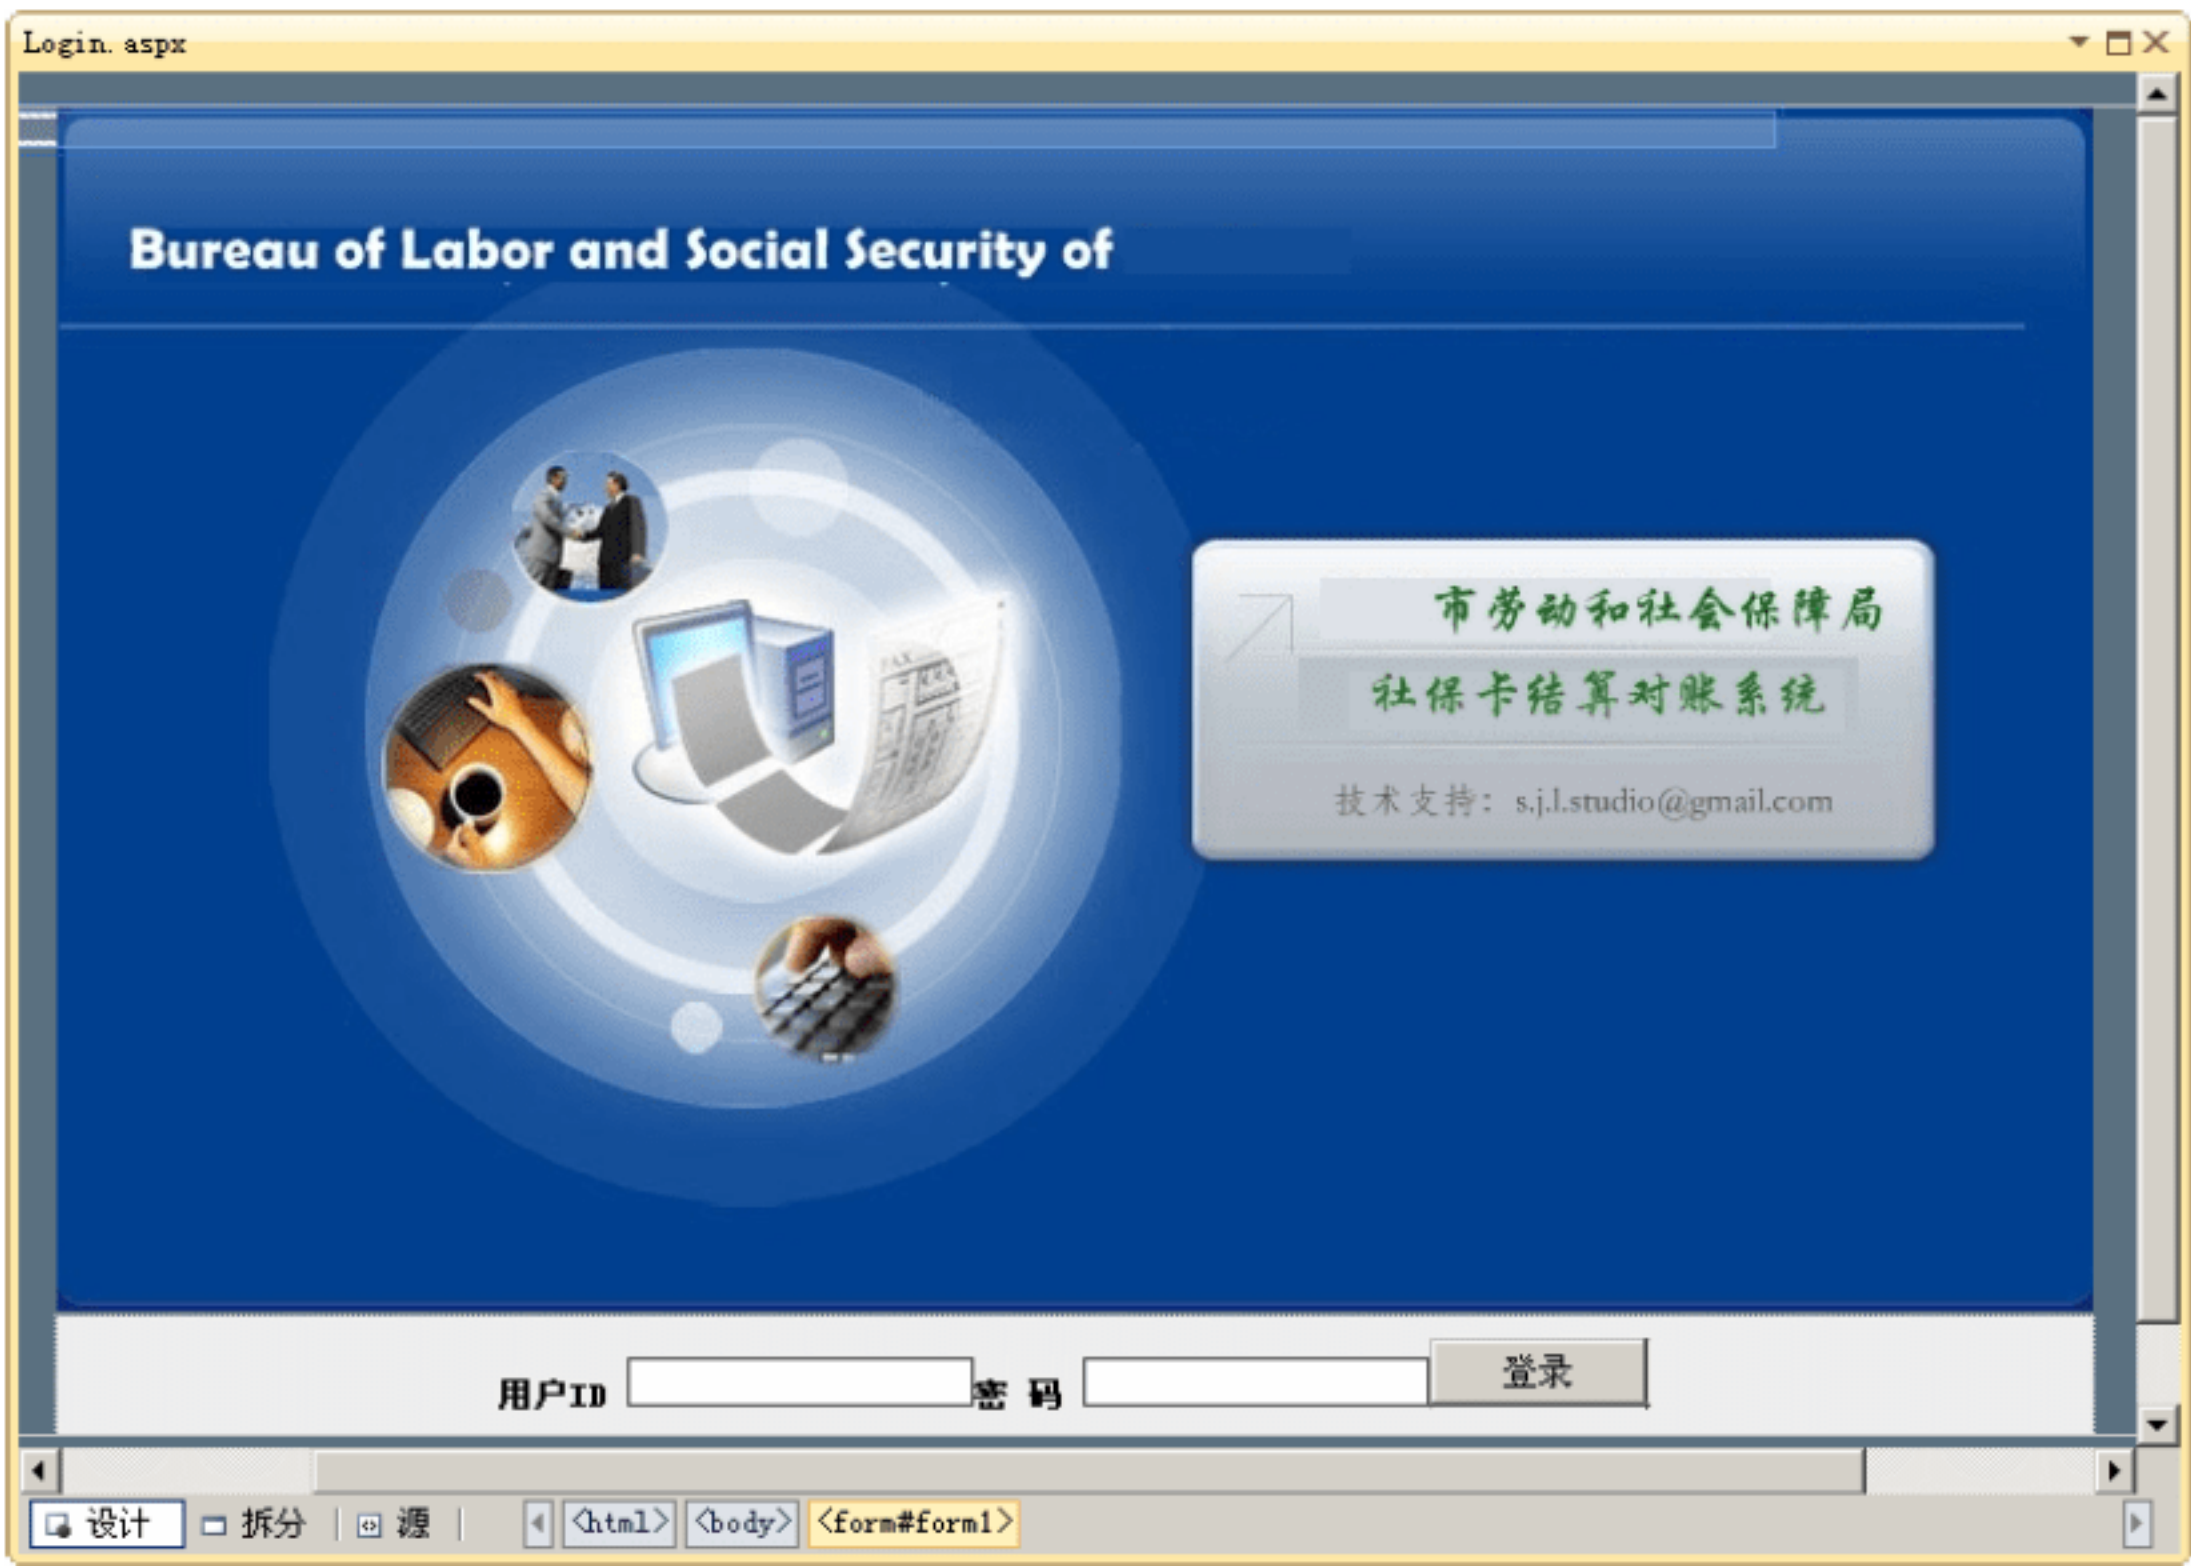 Login.aspx
Bureau of Labor and Social Security of
市劳动和社会保障局
社保卡结算对账系统
技术支持：s.j.l.studio@gmail.com
FAX
用户ID 密 码 登录
设计 拆分 源 <html> <body> <form#form1>